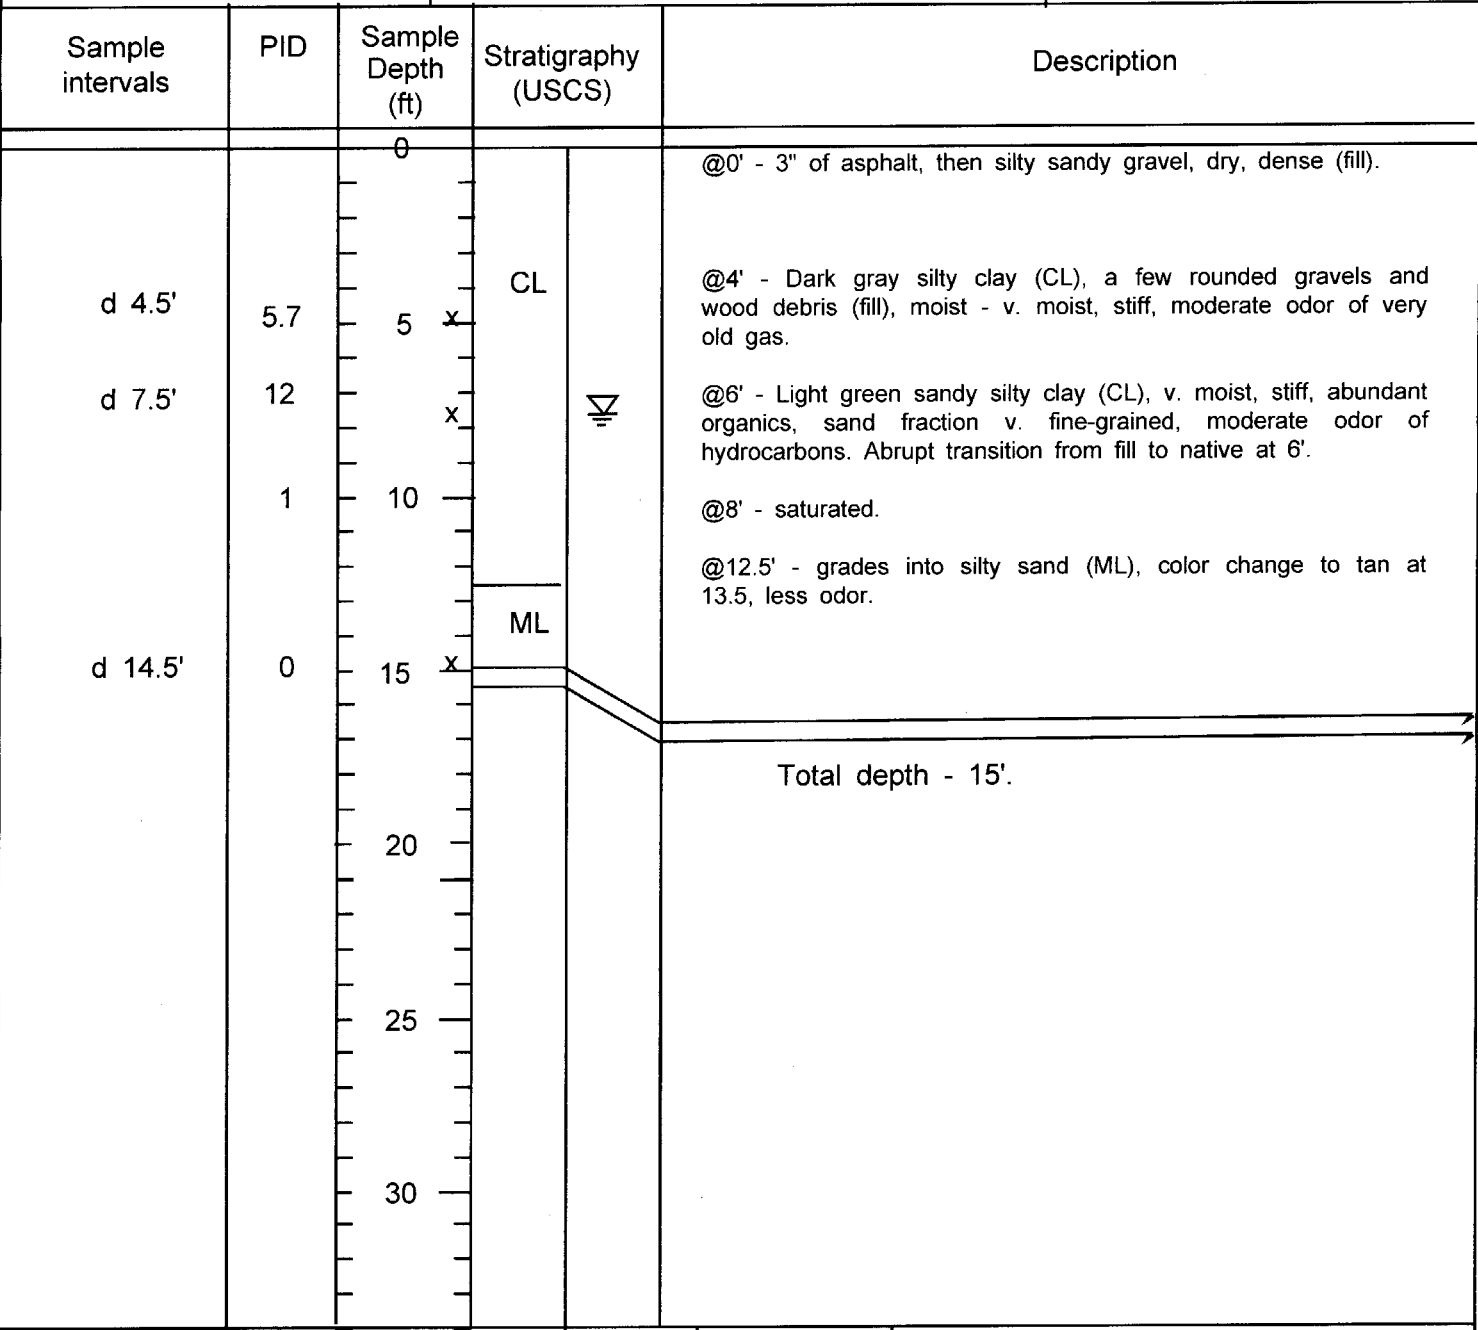 Sample intervals
PID
Sample Depth (ft)
Stratigraphy (USCS)
Description
0
@0' - 3" of asphalt, then silty sandy gravel, dry, dense (fill).
CL
@4' - Dark gray silty clay (CL), a few rounded gravels and
wood debris (fill), moist - v. moist, stiff, moderate odor of very
old gas.
d 4.5'
5.7
5 x
d 7.5'
12
x
@6' - Light green sandy silty clay (CL), v. moist, stiff, abundant
organics, sand fraction v. fine-grained, moderate odor of
hydrocarbons. Abrupt transition from fill to native at 6'.
1
10
@8' - saturated.
@12.5' - grades into silty sand (ML), color change to tan at
13.5, less odor.
ML
d 14.5'
0
15 x
Total depth - 15'.
20
25
30